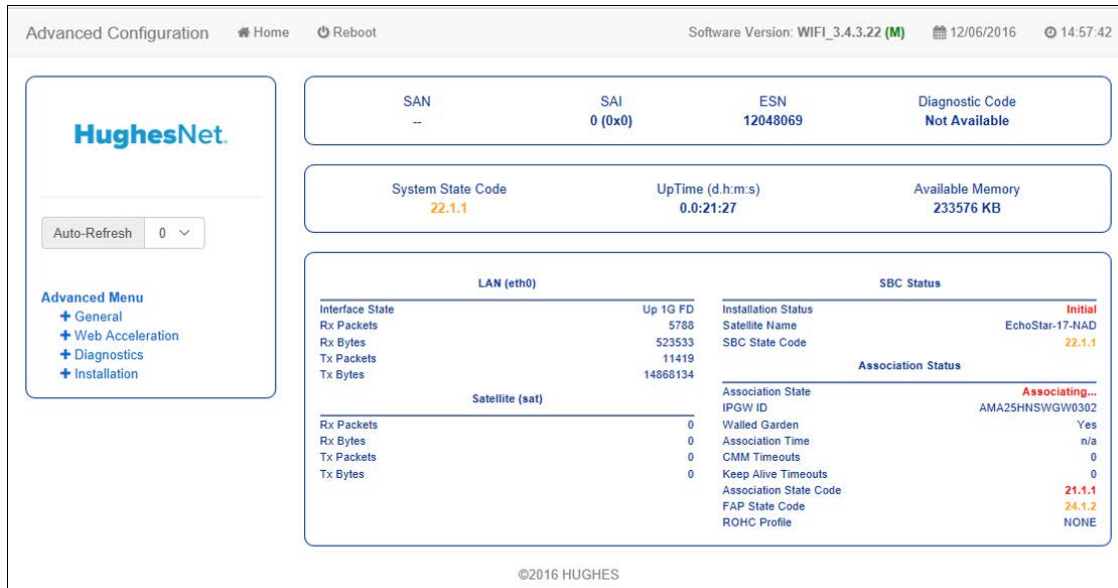 Advanced Configuration Home Reboot Software Version: WIFI_3.4.3.22 (M) 12/06/2016 14:57:42
HughesNet.
Auto-Refresh 0
Advanced Menu
General
Web Acceleration
Diagnostics
Installation
SAN SAI ESN Diagnostic Code
-- 0 (0x0) 12048069 Not Available
System State Code UpTime (d.h:m:s) Available Memory
22.1.1 0.0:21:27 233576 KB
LAN (eth0)
Interface State Up 1G FD
Rx Packets 5788
Rx Bytes 523533
Tx Packets 11419
Tx Bytes 14868134
Satellite (sat)
Rx Packets 0
Rx Bytes 0
Tx Packets 0
Tx Bytes 0
SBC Status
Installation Status Initial
Satellite Name EchoStar-17-NAD
SBC State Code 22.1.1
Association Status
Association State Associating...
IPGW ID AMA25HNSWGW0302
Walled Garden Yes
Association Time n/a
CMM Timeouts 0
Keep Alive Timeouts 0
Association State Code 21.1.1
FAP State Code 24.1.2
ROHC Profile NONE
©2016 HUGHES